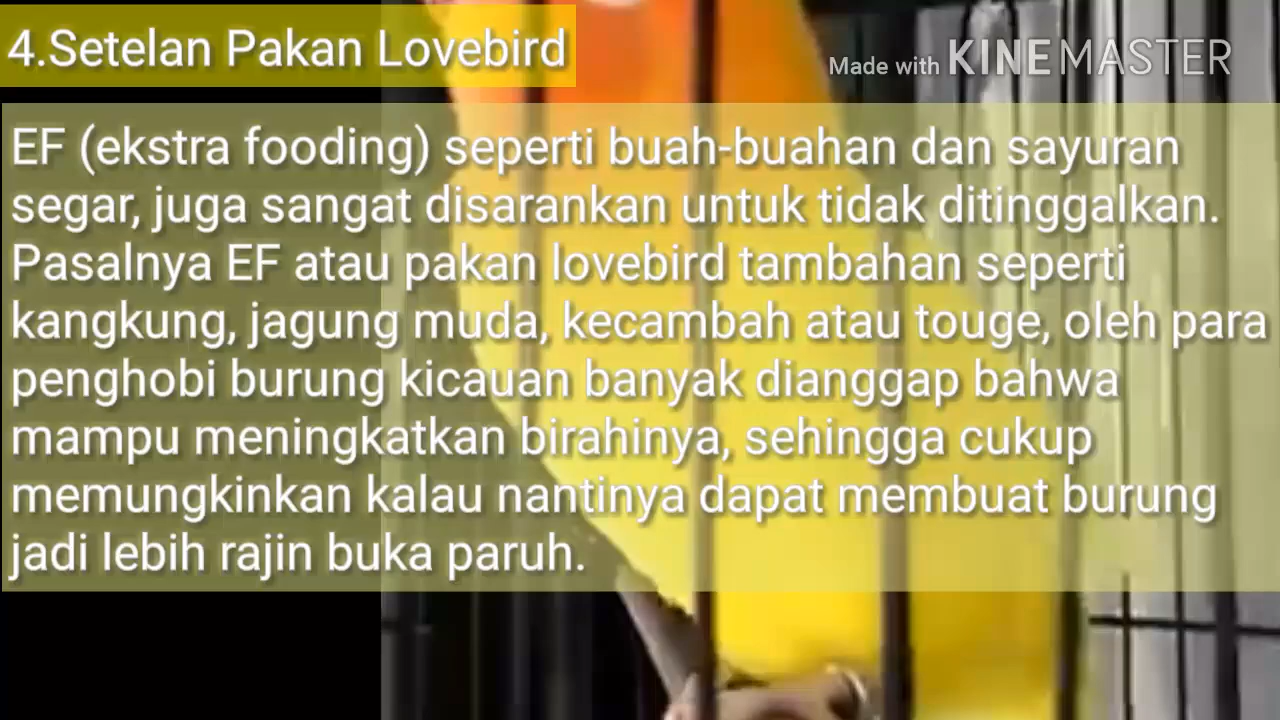 4.Setelan Pakan Lovebird
Made with KINEMASTER
EF (ekstra fooding) seperti buah-buahan dan sayuran
segar, juga sangat disarankan untuk tidak ditinggalkan.
Pasalnya EF atau pakan lovebird tambahan seperti
kangkung, jagung muda, kecambah atau touge, oleh para
penghobi burung kicauan banyak dianggap bahwa
mampu meningkatkan birahinya, sehingga cukup
memungkinkan kalau nantinya dapat membuat burung
jadi lebih rajin buka paruh.